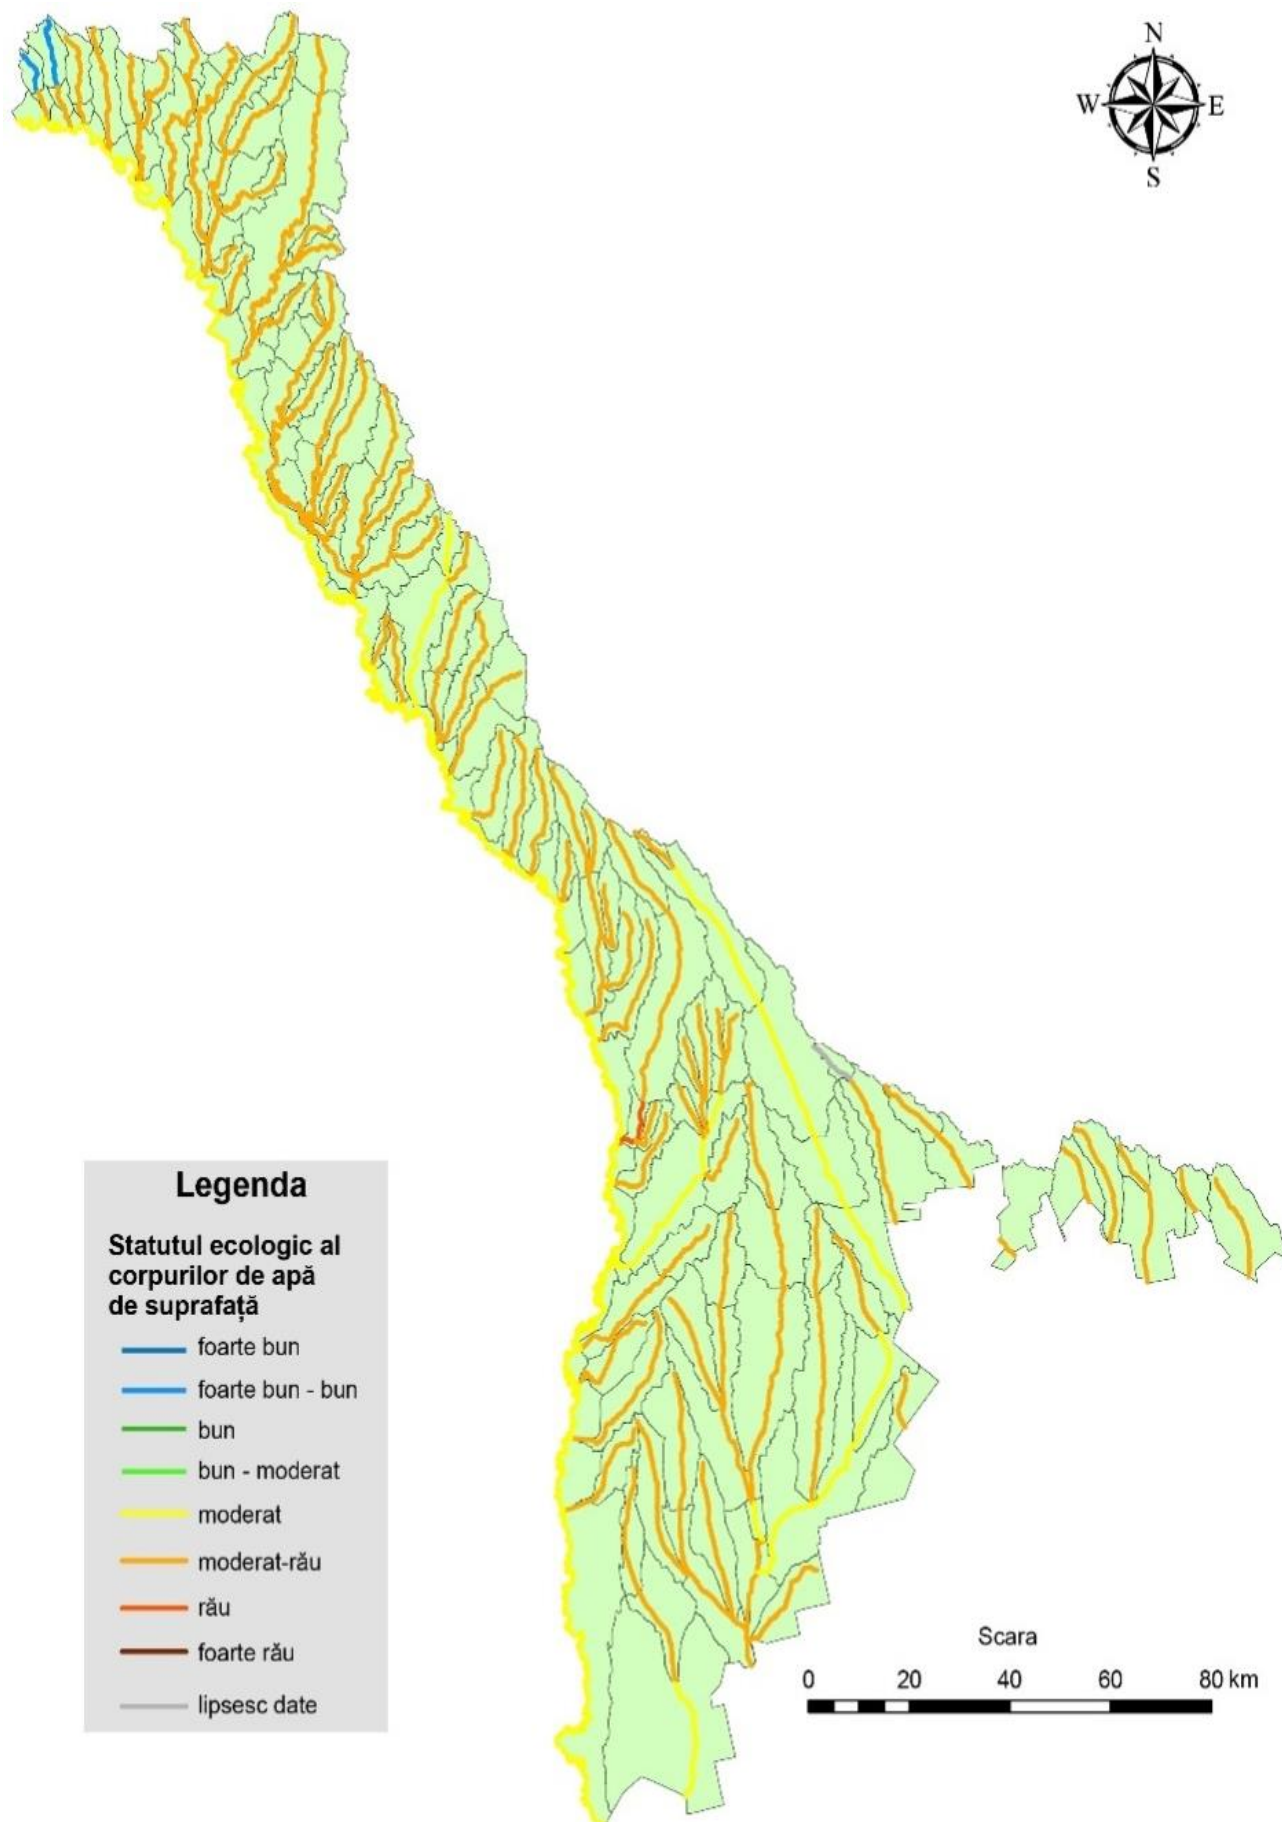 N
W
E
S
Legenda
Statutul ecologic al
corpurilor de apă
de suprafață
foarte bun
foarte bun - bun
bun
bun - moderat
moderat
moderat-rău
rău
foarte rău
lipsesc date
Scara
0 20 40 60 80 km